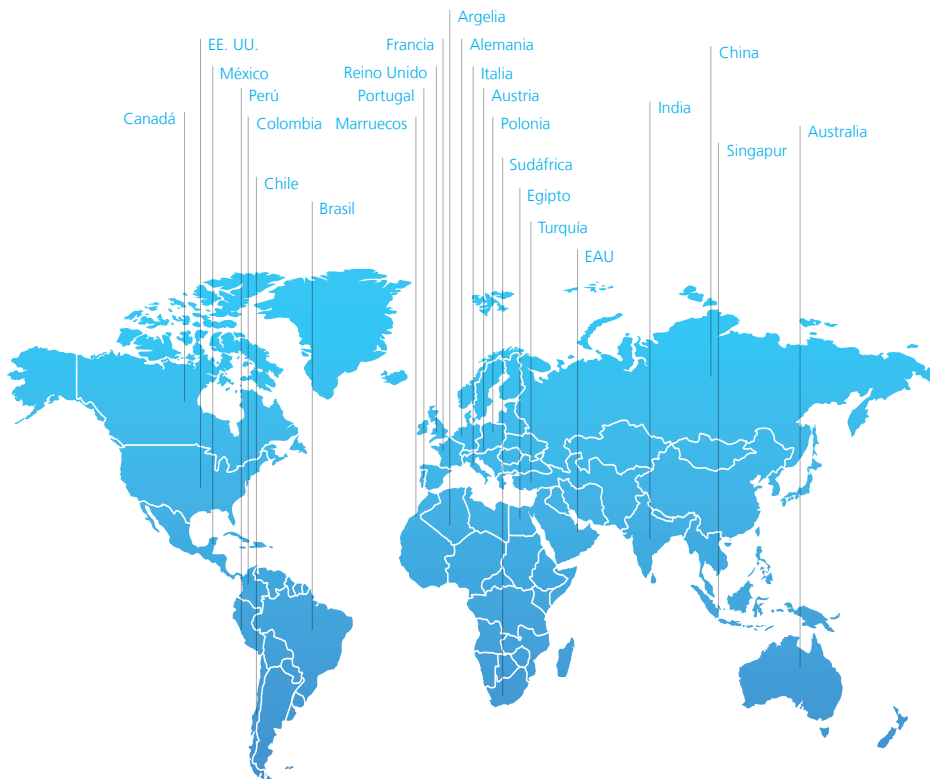 Argelia
EE. UU.
Francia
Alemania
China
México
Reino Unido
Italia
Perú
Portugal
Austria
India
Canadá
Colombia
Marruecos
Polonia
Australia
Singapur
Sudáfrica
Chile
Egipto
Brasil
Turquía
EAU